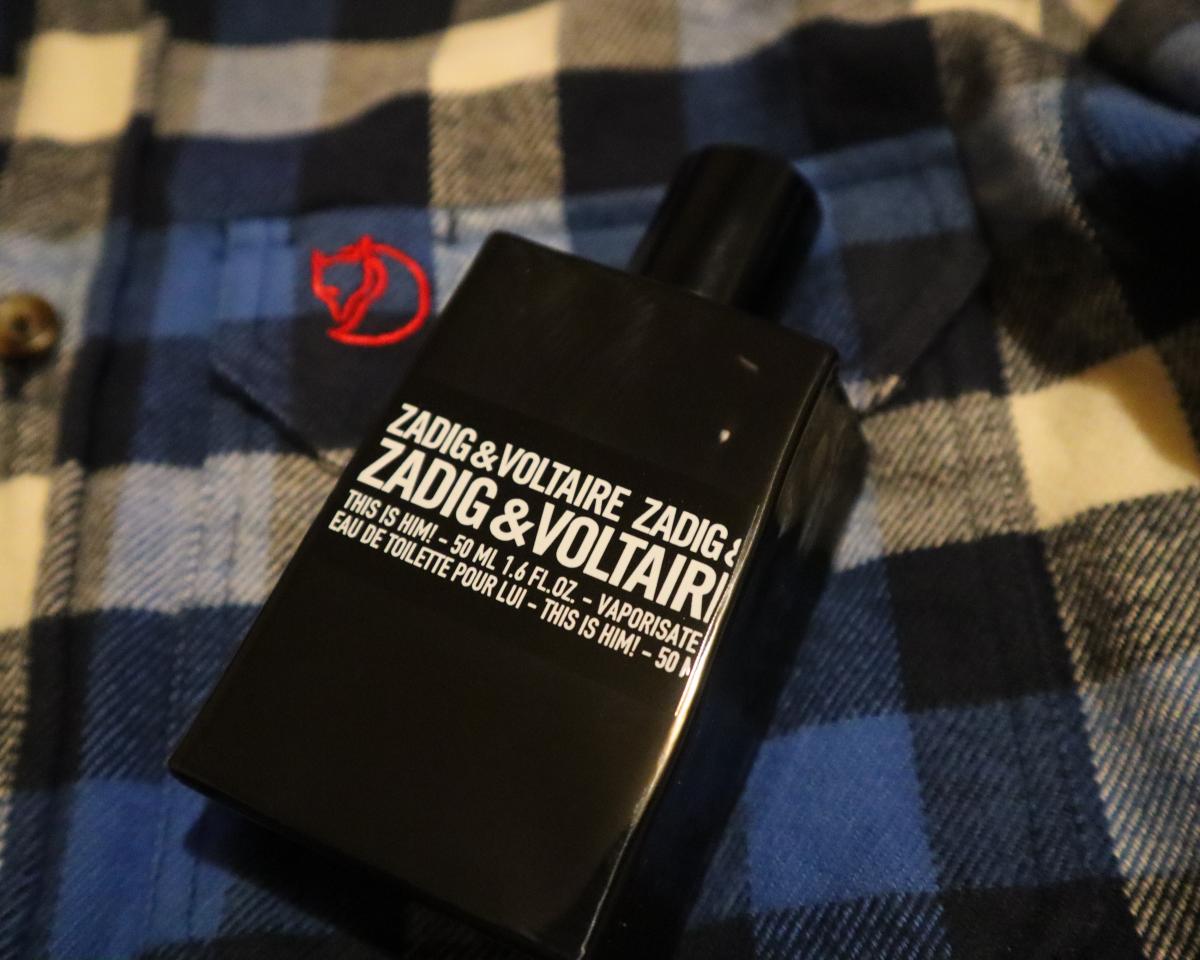 ZADIG&VOLTAIRE ZADIG&
ZADIG&VOLTAIRE
THIS IS HIM! - 50 ML 1.6 FL.OZ. - VAPORISATE
EAU DE TOILETTE POUR LUI - THIS IS HIM! - 50 M